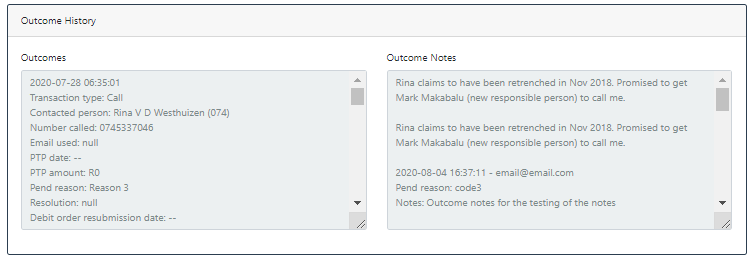 Outcome History
Outcomes
2020-07-28 06:35:01
Transaction type: Call
Contacted person: Rina V D Westhuizen (074)
Number called: 0745337046
Email used: null
PTP date: --
PTP amount: R0
Pend reason: Reason 3
Resolution: null
Debit order resubmission date: --
Outcome Notes
Rina claims to have been retrenched in Nov 2018. Promised to get
Mark Makabalu (new responsible person) to call me.
Rina claims to have been retrenched in Nov 2018. Promised to get
Mark Makabalu (new responsible person) to call me.
2020-08-04 16:37:11 - email@email.com
Pend reason: code3
Notes: Outcome notes for the testing of the notes